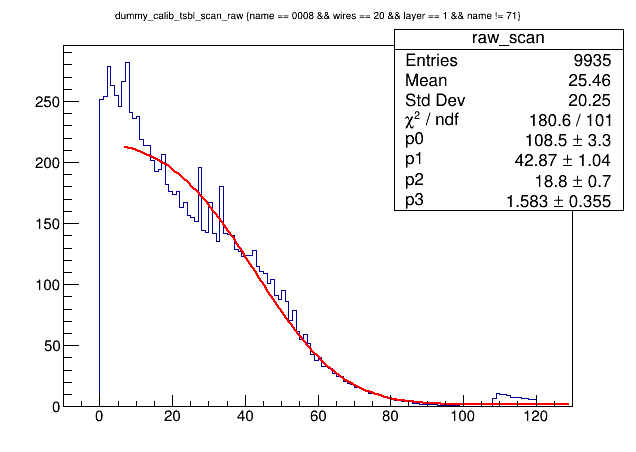 dummy_calib_tsbl_scan_raw {name == 0008 && wires == 20 && layer == 1 && name != 71}
raw_scan
Entries 9935
Mean 25.46
Std Dev 20.25
χ² / ndf 180.6 / 101
p0 108.5 ± 3.3
p1 42.87 ± 1.04
p2 18.8 ± 0.7
p3 1.583 ± 0.355
250
200
150
100
50
0
0 20 40 60 80 100 120